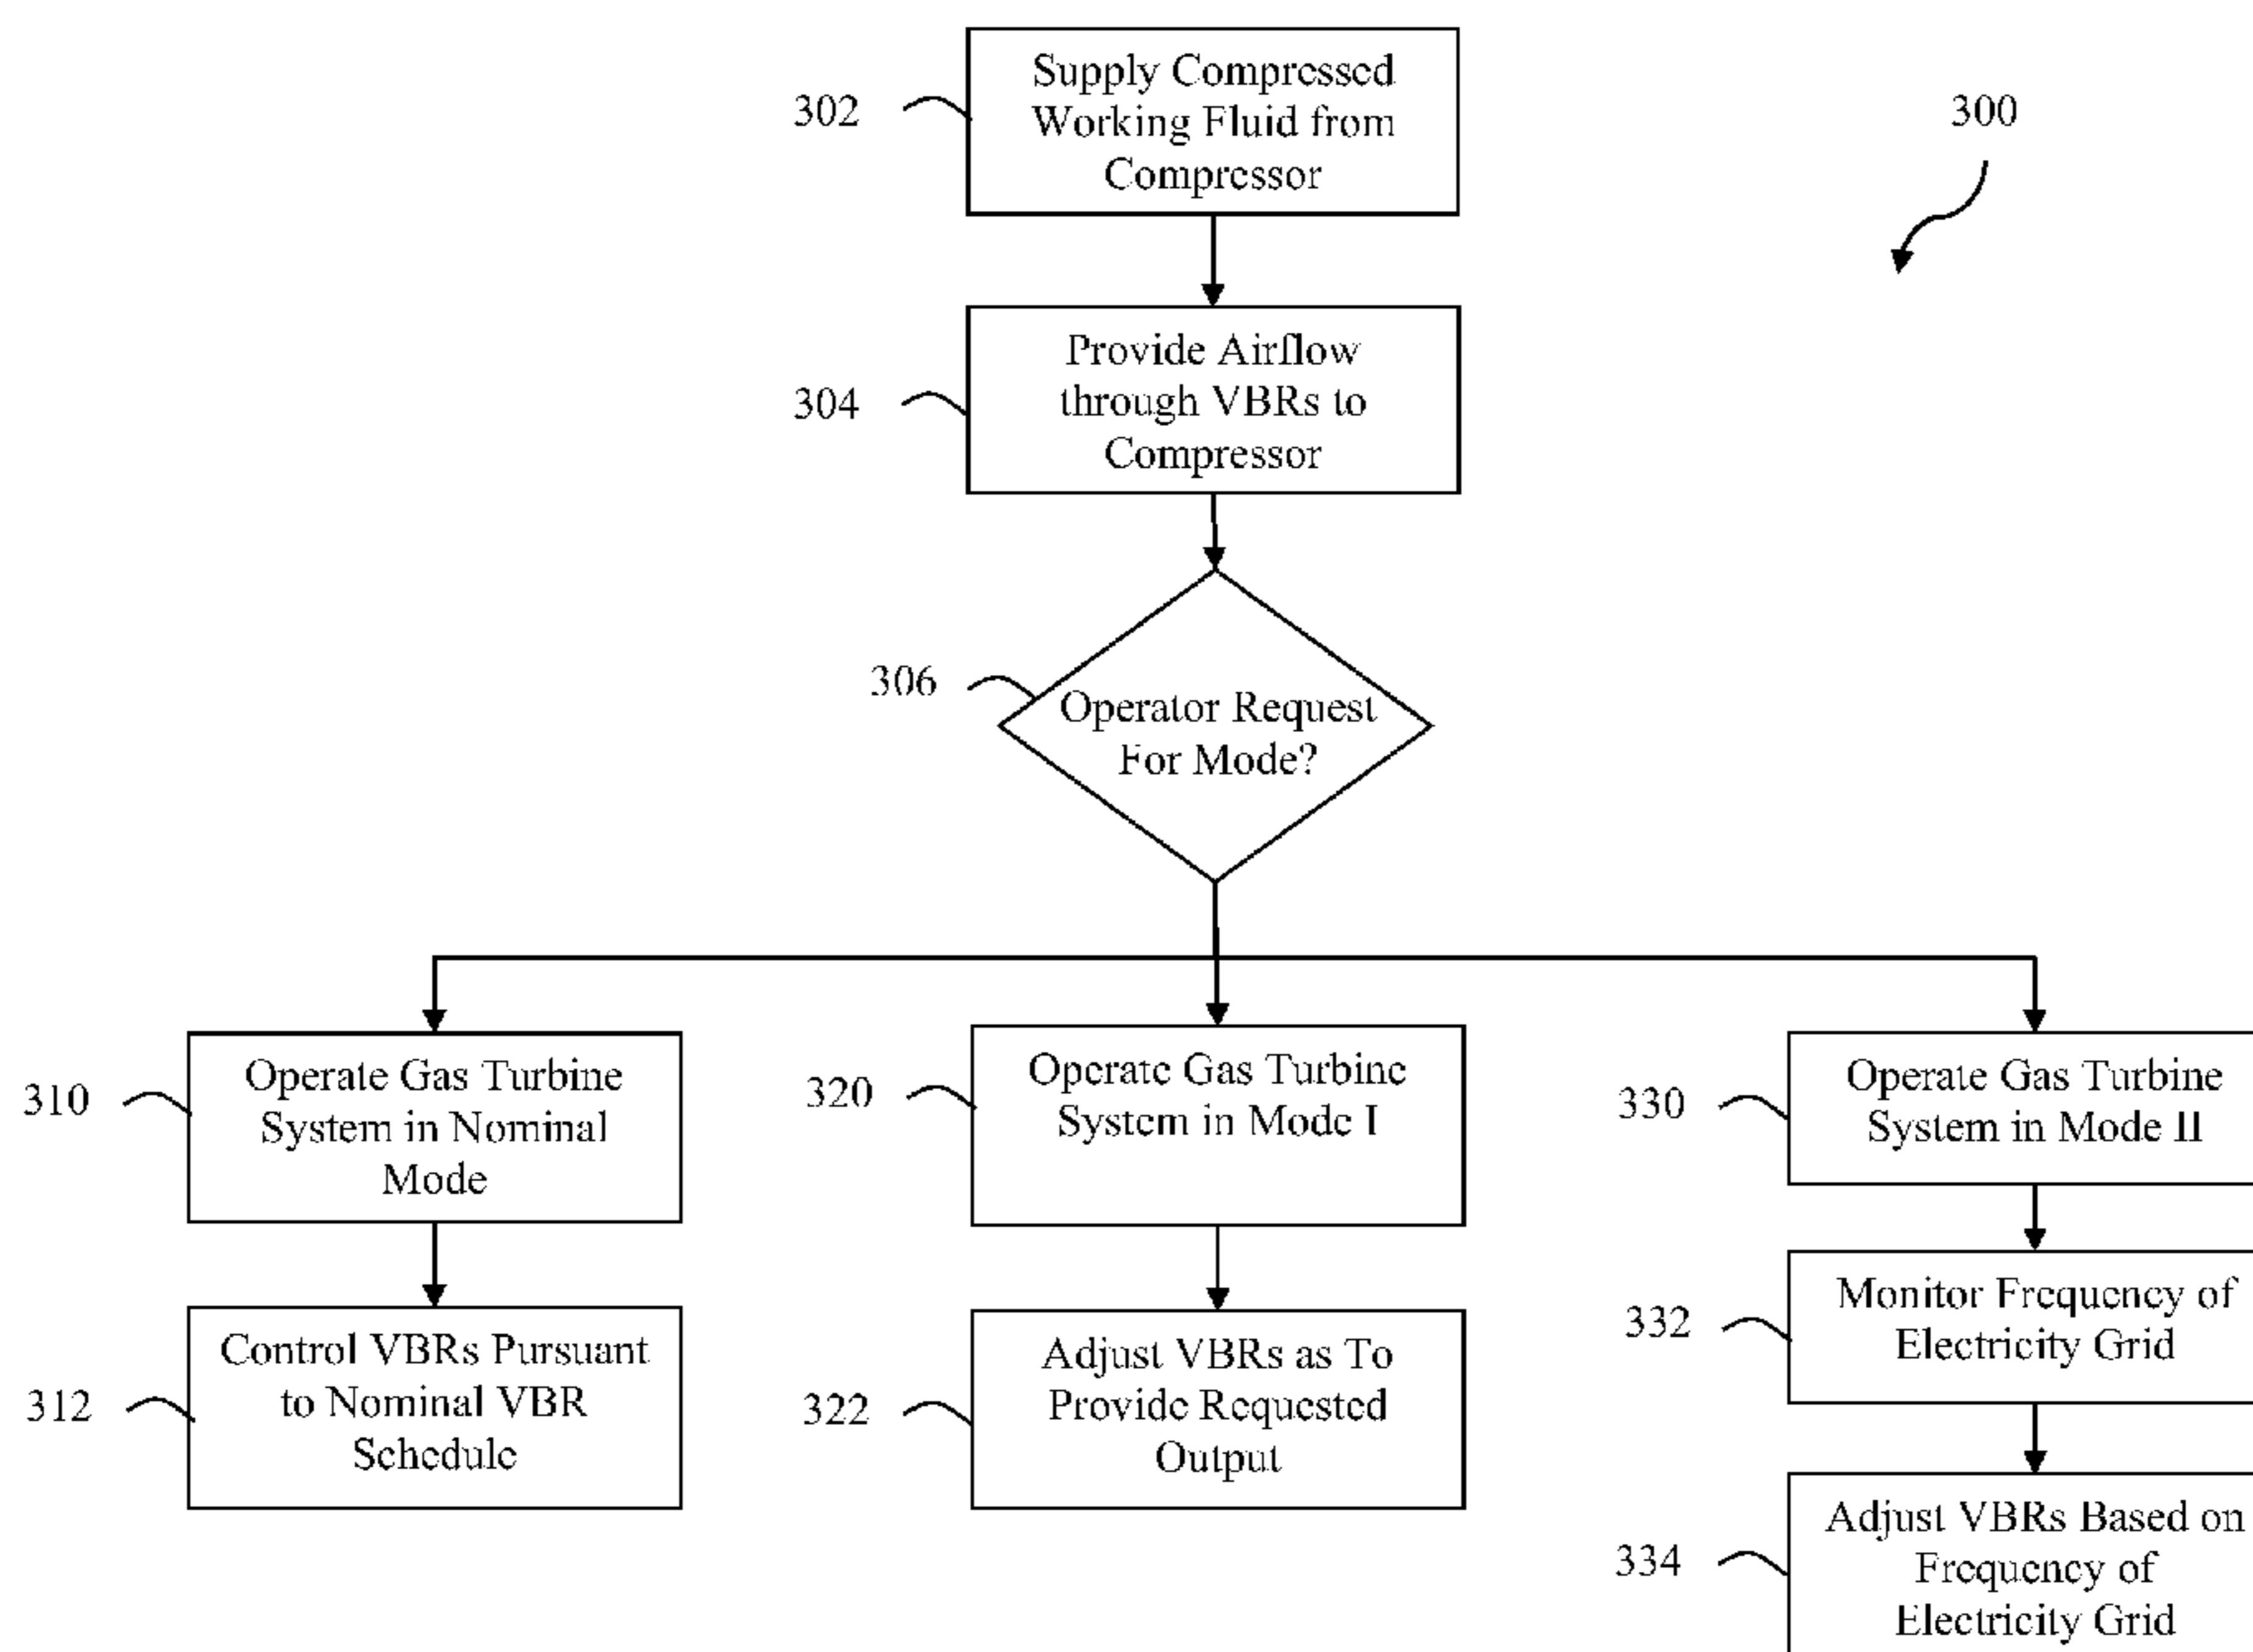 302
Supply Compressed
Working Fluid from
Compressor
300
304
Provide Airflow
through VBRs to
Compressor
306
Operator Request
For Mode?
310
Operate Gas Turbine
System in Nominal
Mode
320
Operate Gas Turbine
System in Mode I
330
Operate Gas Turbine
System in Mode II
312
Control VBRs Pursuant
to Nominal VBR
Schedule
322
Adjust VBRs as To
Provide Requested
Output
332
Monitor Frequency of
Electricity Grid
334
Adjust VBRs Based on
Frequency of
Electricity Grid